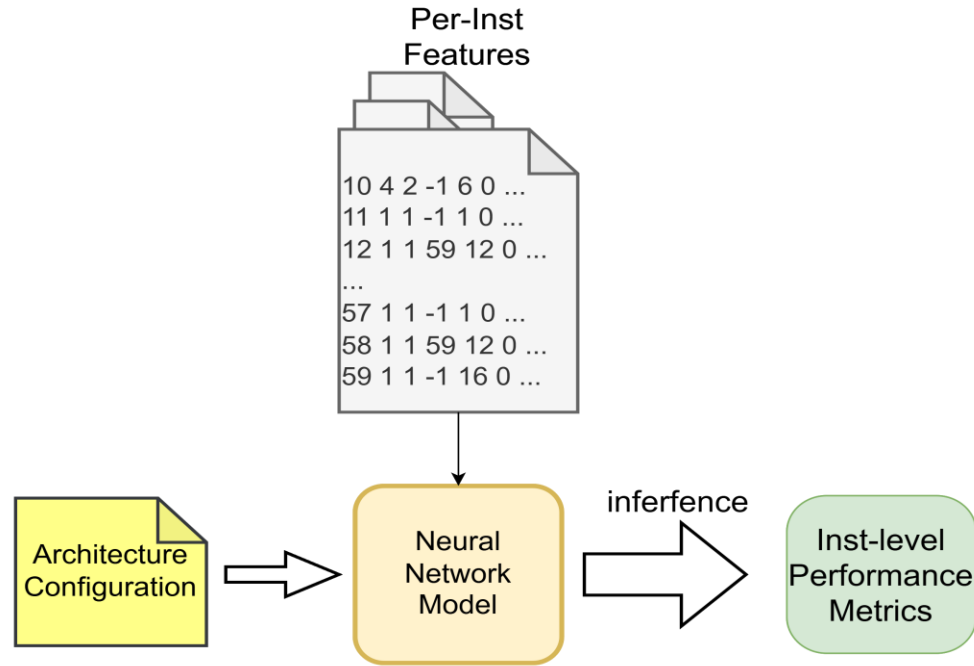 Per-Inst
Features
10 4 2 -1 6 0 ...
11 1 1 -1 1 0 ...
12 1 1 59 12 0 ...
...
57 1 1 -1 1 0 ...
58 1 1 59 12 0 ...
59 1 1 -1 16 0 ...
Architecture
Configuration
Neural
Network
Model
inferfence
Inst-level
Performance
Metrics